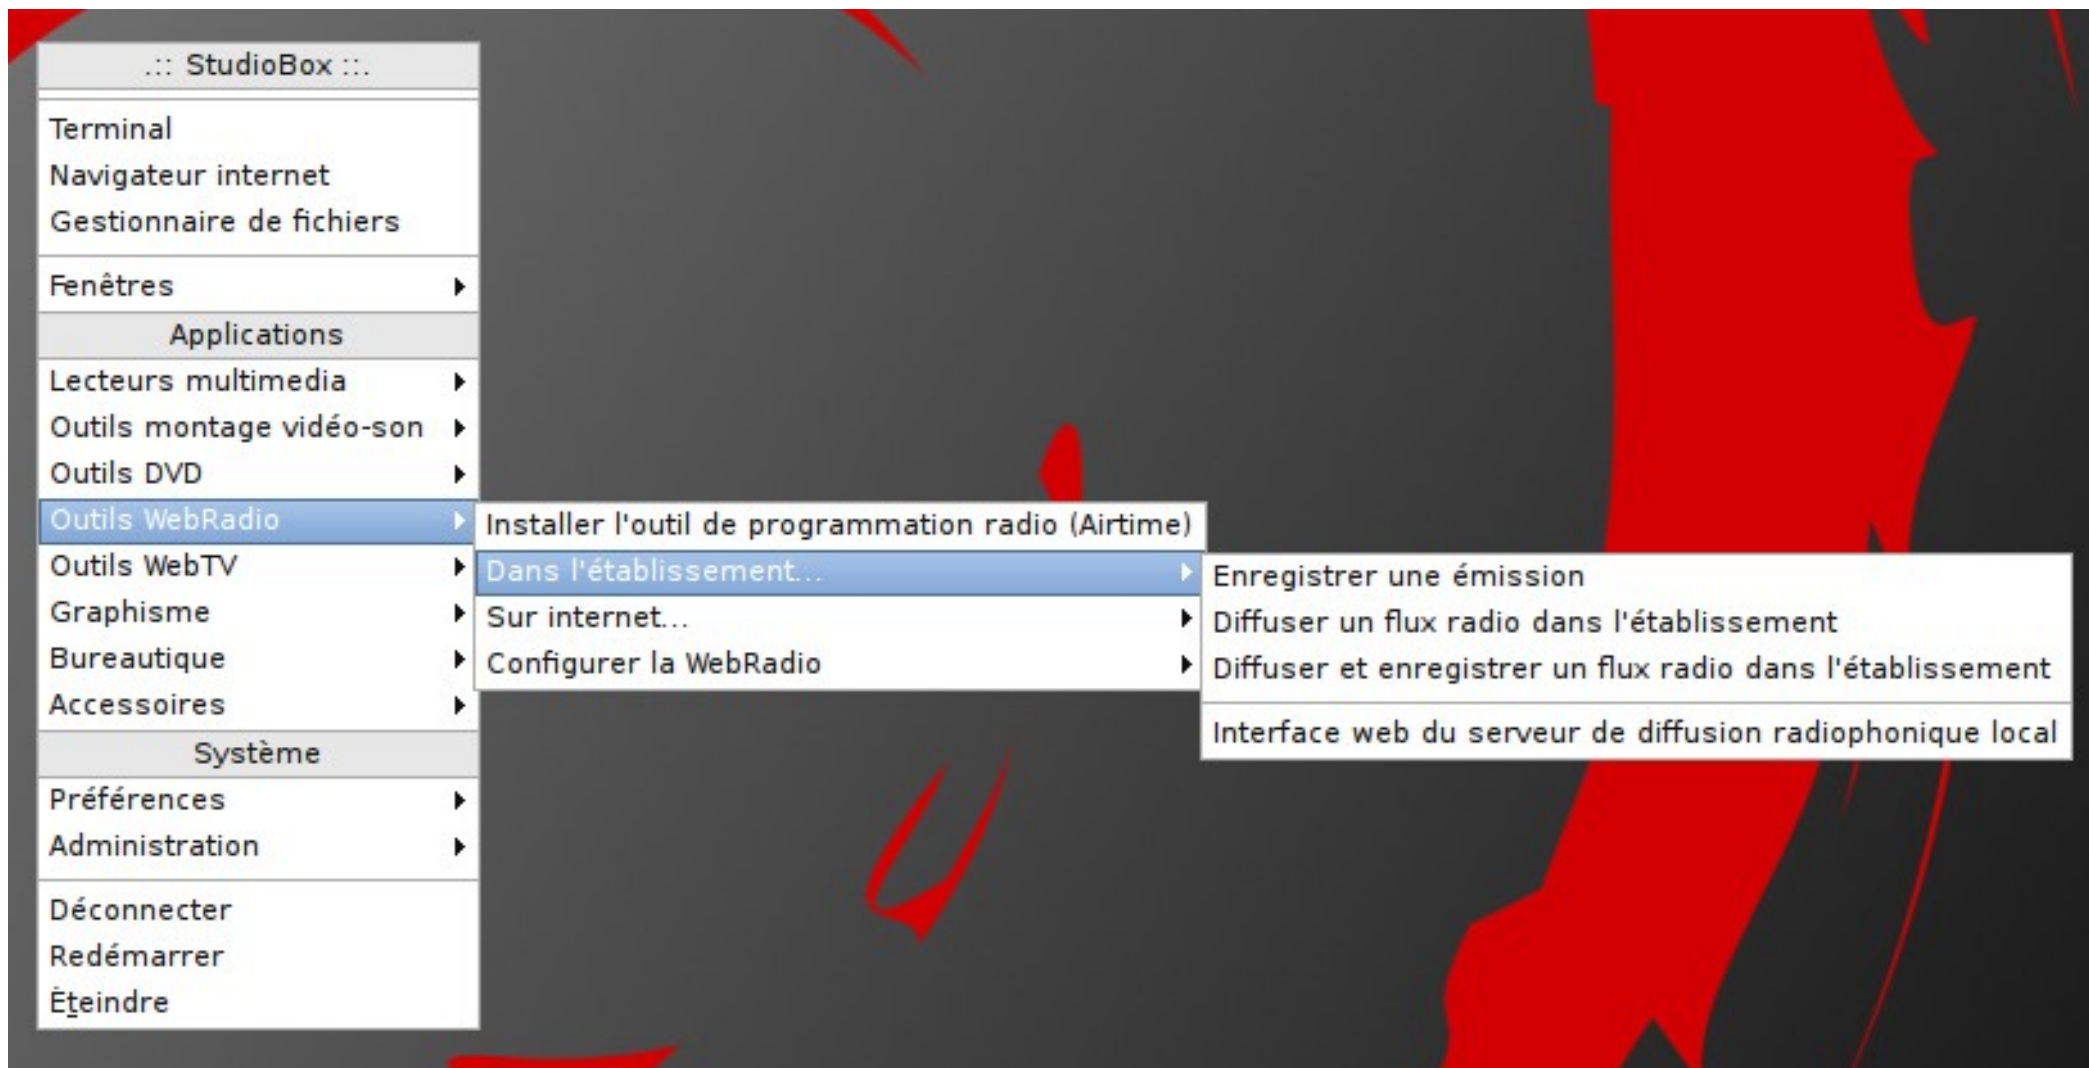 .:: StudioBox ::.
Terminal
Navigateur internet
Gestionnaire de fichiers
Fenêtres
Applications
Lecteurs multimedia
Outils montage vidéo-son
Outils DVD
Outils WebRadio
Outils WebTV
Graphisme
Bureautique
Accessoires
Système
Préférences
Administration
Déconnecter
Redémarrer
Éteindre
Installer l'outil de programmation radio (Airtime)
Dans l'établissement...
Sur internet...
Configurer la WebRadio
Enregistrer une émission
Diffuser un flux radio dans l'établissement
Diffuser et enregistrer un flux radio dans l'établissement
Interface web du serveur de diffusion radiophonique local